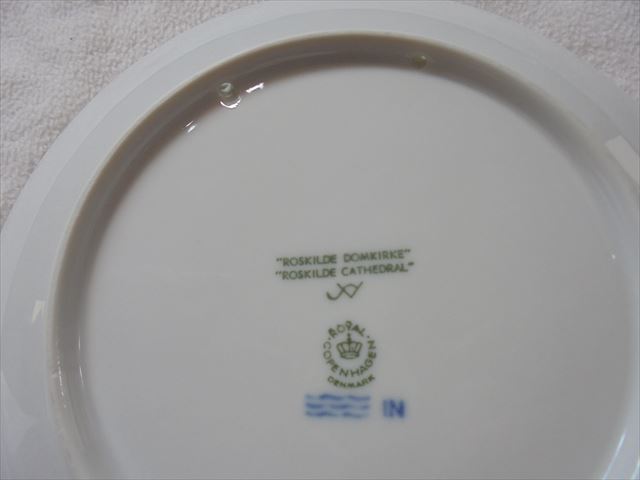 "ROSKILDE DOMKIRKE"
"ROSKILDE CATHEDRAL"
ROYAL
COPENHAGEN
DENMARK
IN